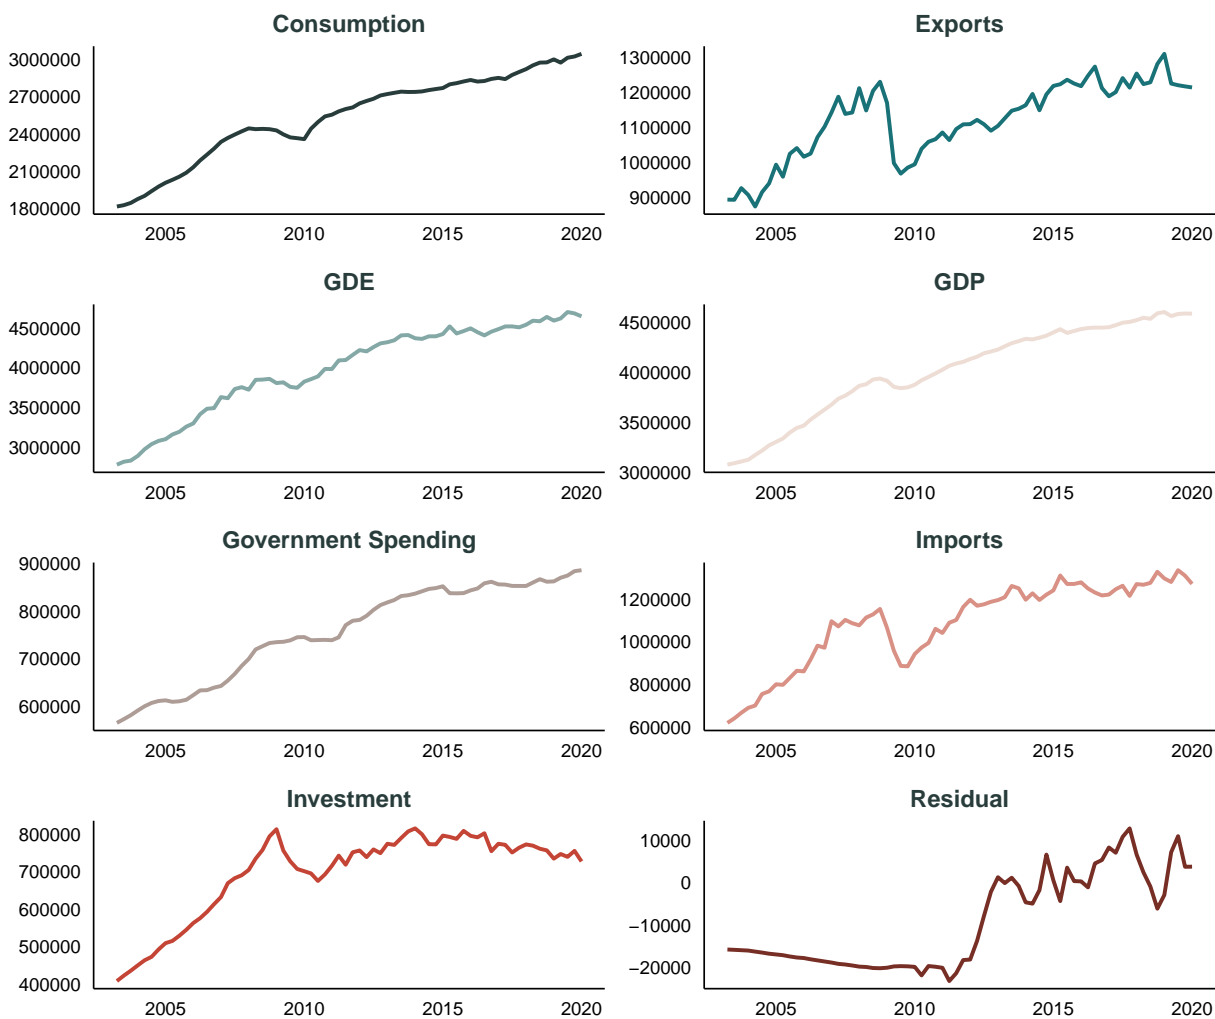 Consumption
3000000
2700000
2400000
2100000
1800000
2005 2010 2015 2020
Exports
1300000
1200000
1100000
1000000
900000
2005 2010 2015 2020
GDE
4500000
4000000
3500000
3000000
2005 2010 2015 2020
GDP
4500000
4000000
3500000
3000000
2005 2010 2015 2020
Government Spending
900000
800000
700000
600000
2005 2010 2015 2020
Imports
1200000
1000000
800000
600000
2005 2010 2015 2020
Investment
800000
700000
600000
500000
400000
2005 2010 2015 2020
Residual
10000
0
−10000
−20000
2005 2010 2015 2020